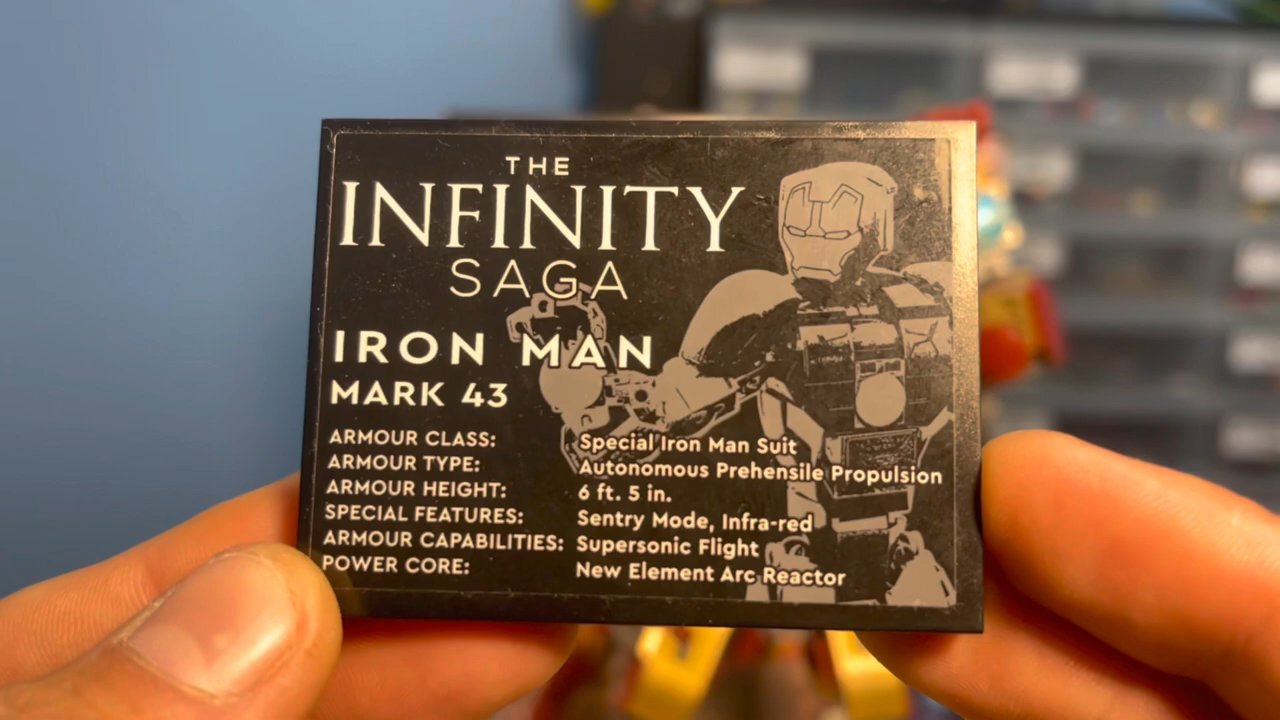 THE
INFINITY
SAGA
IRON MAN
MARK 43
ARMOUR CLASS: Special Iron Man Suit
ARMOUR TYPE: Autonomous Prehensile Propulsion
ARMOUR HEIGHT: 6 ft. 5 in.
SPECIAL FEATURES: Sentry Mode, Infra-red
ARMOUR CAPABILITIES: Supersonic Flight
POWER CORE: New Element Arc Reactor